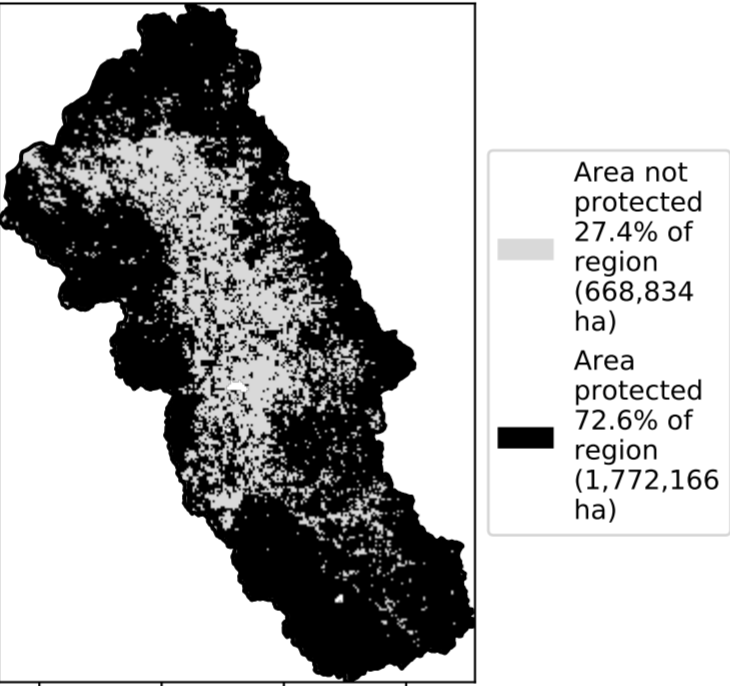 Area not
protected
27.4% of
region
(668,834
ha)
Area
protected
72.6% of
region
(1,772,166
ha)